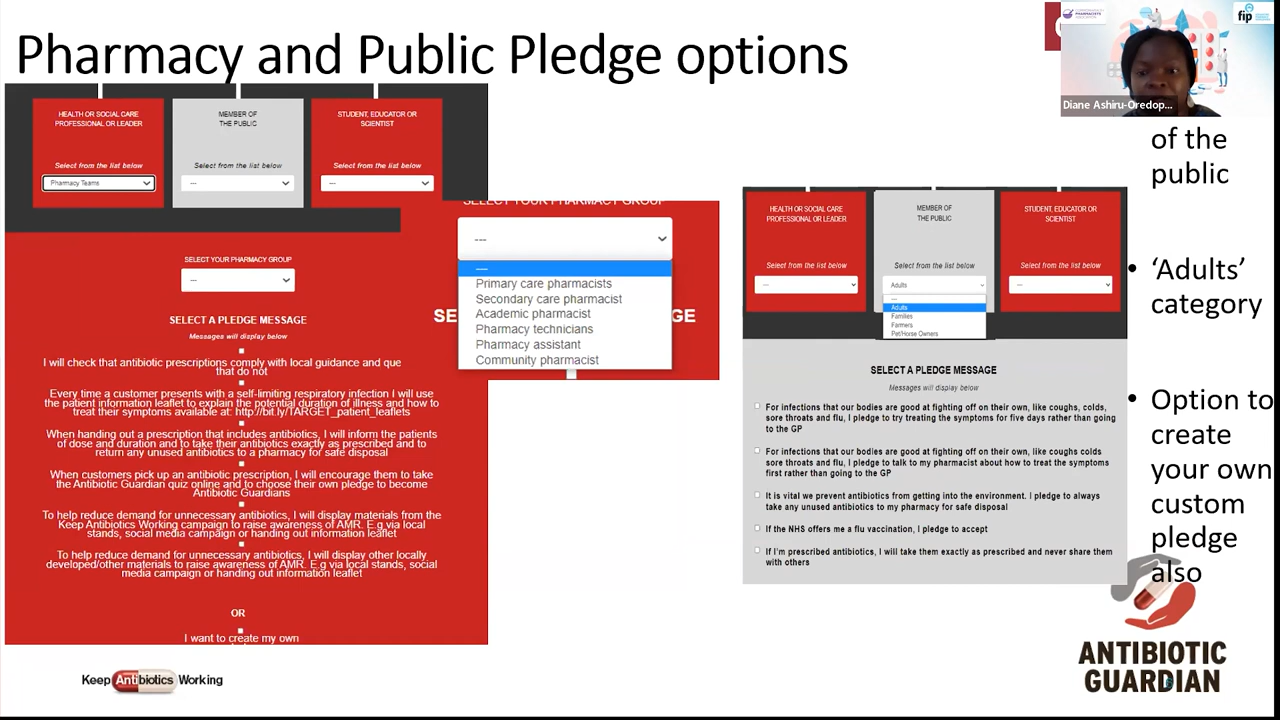 Pharmacy and Public Pledge options
HEALTH OR SOCIAL CARE
PROFESSIONAL OR LEADER
Select from the list below
Pharmacy Teams
MEMBER OF
THE PUBLIC
Select from the list below
---
STUDENT, EDUCATOR OR
SCIENTIST
Select from the list below
---
SELECT YOUR PHARMACY GROUP
---
SELECT A PLEDGE MESSAGE
Messages will display below
I will check that antibiotic prescriptions comply with local guidance and que
that do not
Every time a customer presents with a self-limiting respiratory infection I will use
the patient information leaflet to explain the potential duration of illness and how to
treat their symptoms available at: http://bit.ly/TARGET_patient_leaflets
When handing out a prescription that includes antibiotics, I will inform the patients
of dose and duration and to take their antibiotics exactly as prescribed and to
return any unused antibiotics to a pharmacy for safe disposal
When customers pick up an antibiotic prescription, I will encourage them to take
the Antibiotic Guardian quiz online and to choose their own pledge to become
Antibiotic Guardians
To help reduce demand for unnecessary antibiotics, I will display materials from the
Keep Antibiotics Working campaign to raise awareness of AMR. E.g via local
stands, social media campaign or handing out information leaflet
To help reduce demand for unnecessary antibiotics, I will display other locally
developed/other materials to raise awareness of AMR. E.g via local stands, social
media campaign or handing out information leaflet
OR
I want to create my own
SELECT YOUR PHARMACY GROUP
---
---
Primary care pharmacists
Secondary care pharmacist
Academic pharmacist
Pharmacy technicians
Pharmacy assistant
Community pharmacist
SE
GE
HEALTH OR SOCIAL CARE
PROFESSIONAL OR LEADER
Select from the list below
---
MEMBER OF
THE PUBLIC
Select from the list below
Adults
---
Adults
Families
Farmers
Pet/Horse Owners
STUDENT, EDUCATOR OR
SCIENTIST
Select from the list below
---
SELECT A PLEDGE MESSAGE
Messages will display below
For infections that our bodies are good at fighting off on their own, like coughs, colds,
sore throats and flu, I pledge to try treating the symptoms for five days rather than going
to the GP
For infections that our bodies are good at fighting off on their own, like coughs colds
sore throats and flu, I pledge to talk to my pharmacist about how to treat the symptoms
first rather than going to the GP
It is vital we prevent antibiotics from getting into the environment. I pledge to always
take any unused antibiotics to my pharmacy for safe disposal
If the NHS offers me a flu vaccination, I pledge to accept
If I'm prescribed antibiotics, I will take them exactly as prescribed and never share them
with others
fip
Diane Ashiru-Oredop...
of the
public
• ‘Adults’
category
• Option to
create
your own
custom
pledge
also
Keep Antibiotics Working
ANTIBIOTIC
GUARDIAN